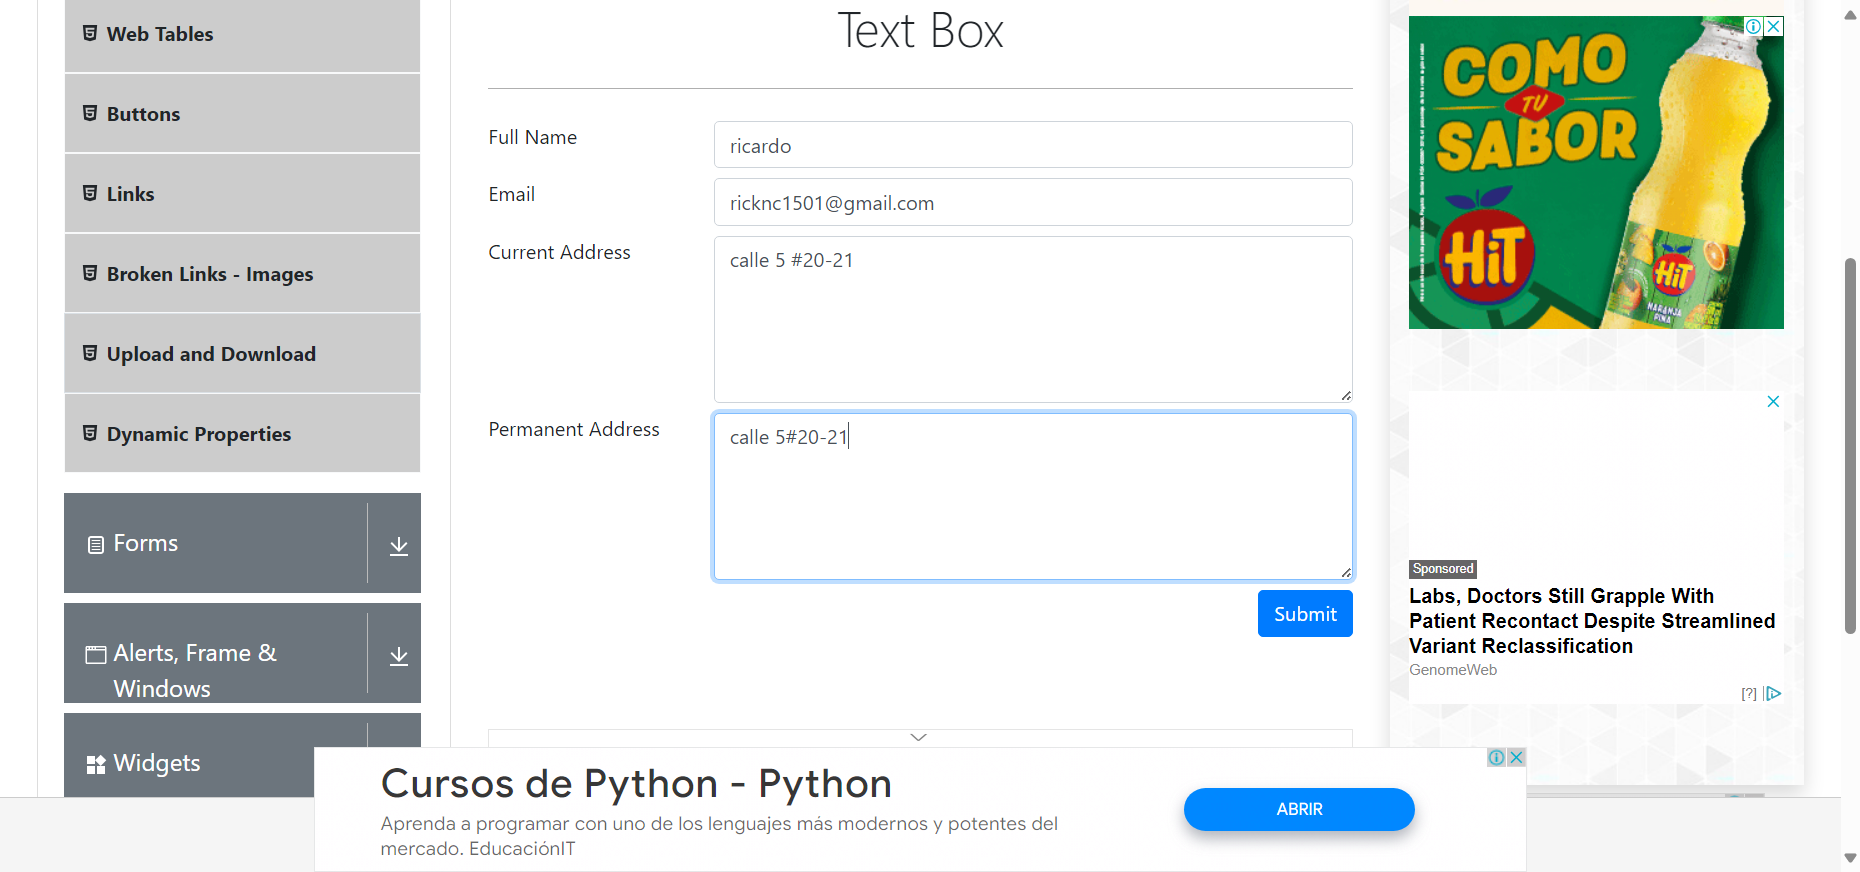 Web Tables
Buttons
Links
Broken Links - Images
Upload and Download
Dynamic Properties
Forms
Alerts, Frame &
Windows
Widgets
Text Box
Full Name
ricardo
Email
ricknc1501@gmail.com
Current Address
calle 5 #20-21
Permanent Address
calle 5#20-21
Submit
COMO
TU
SABOR
HiT
HiT
NARANJA
PIÑA
Sponsored
Labs, Doctors Still Grapple With
Patient Recontact Despite Streamlined
Variant Reclassification
GenomeWeb
[?]
Cursos de Python - Python
Aprenda a programar con uno de los lenguajes más modernos y potentes del
mercado. EducaciónIT
ABRIR